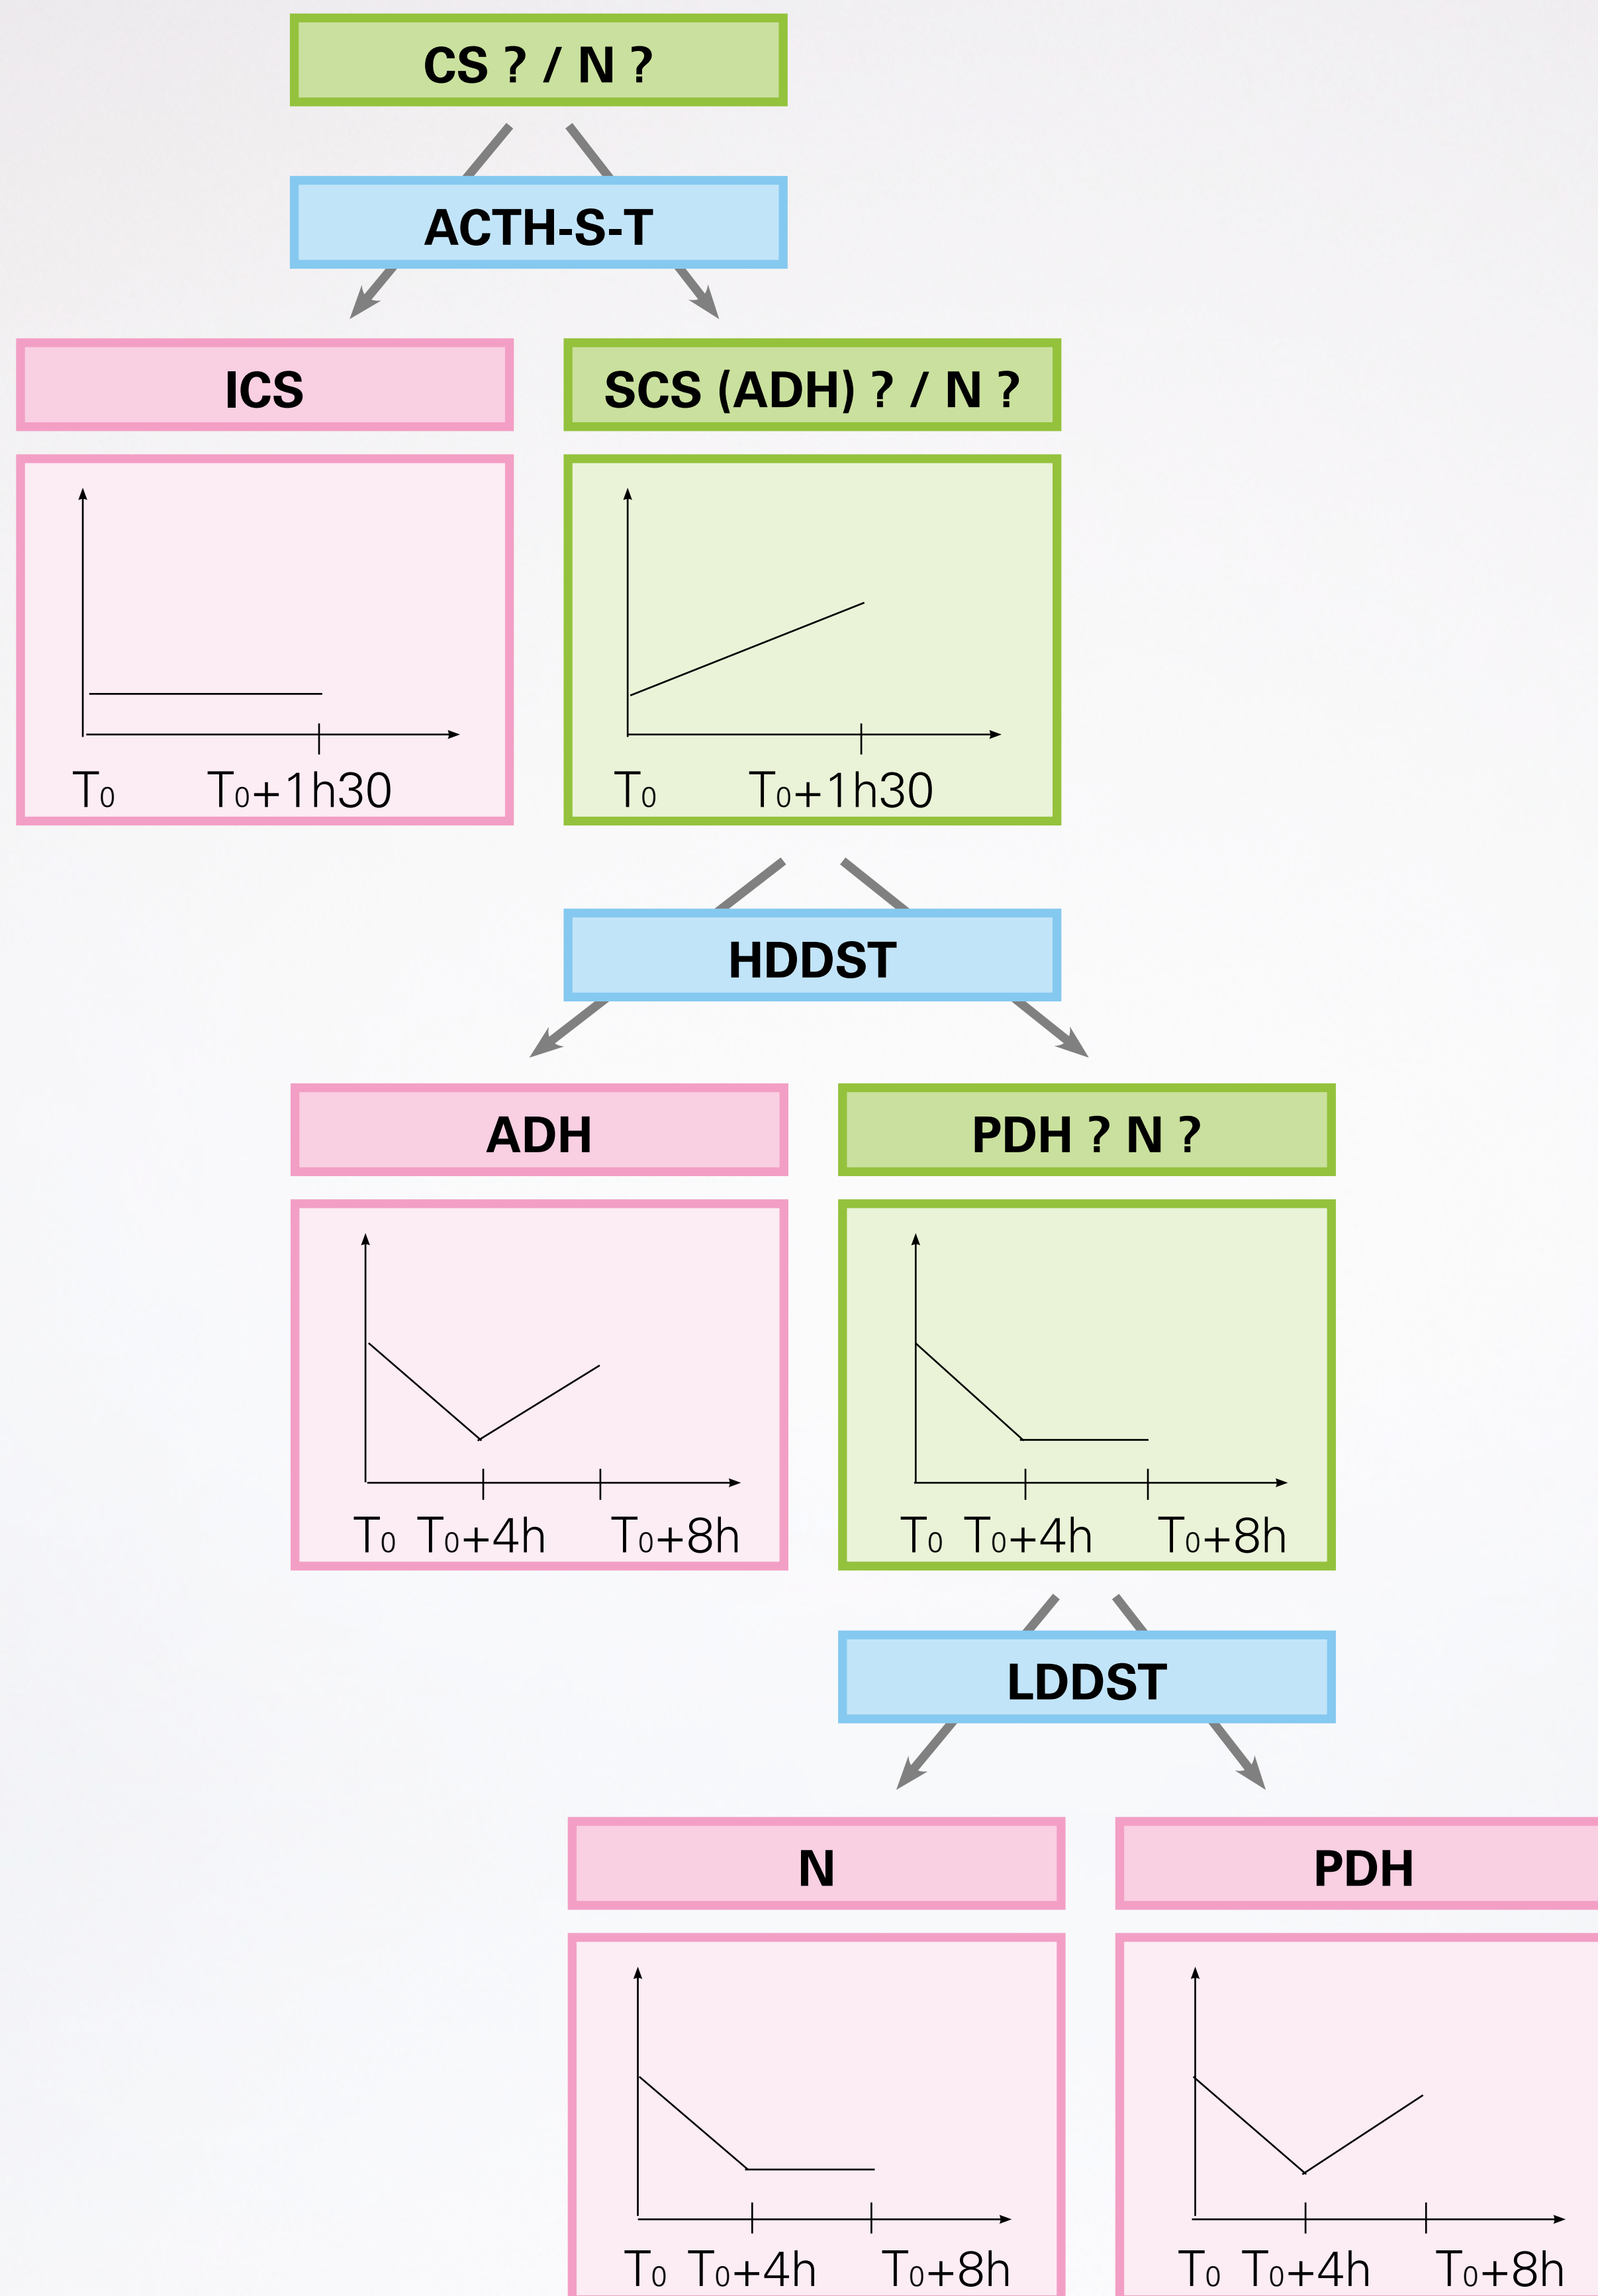 CS ? / N ?
ACTH-S-T
ICS
SCS (ADH) ? / N ?
T0 T0+1h30
T0 T0+1h30
HDDST
ADH
PDH ? N ?
T0 T0+4h T0+8h
T0 T0+4h T0+8h
LDDST
N
PDH
T0 T0+4h T0+8h
T0 T0+4h T0+8h